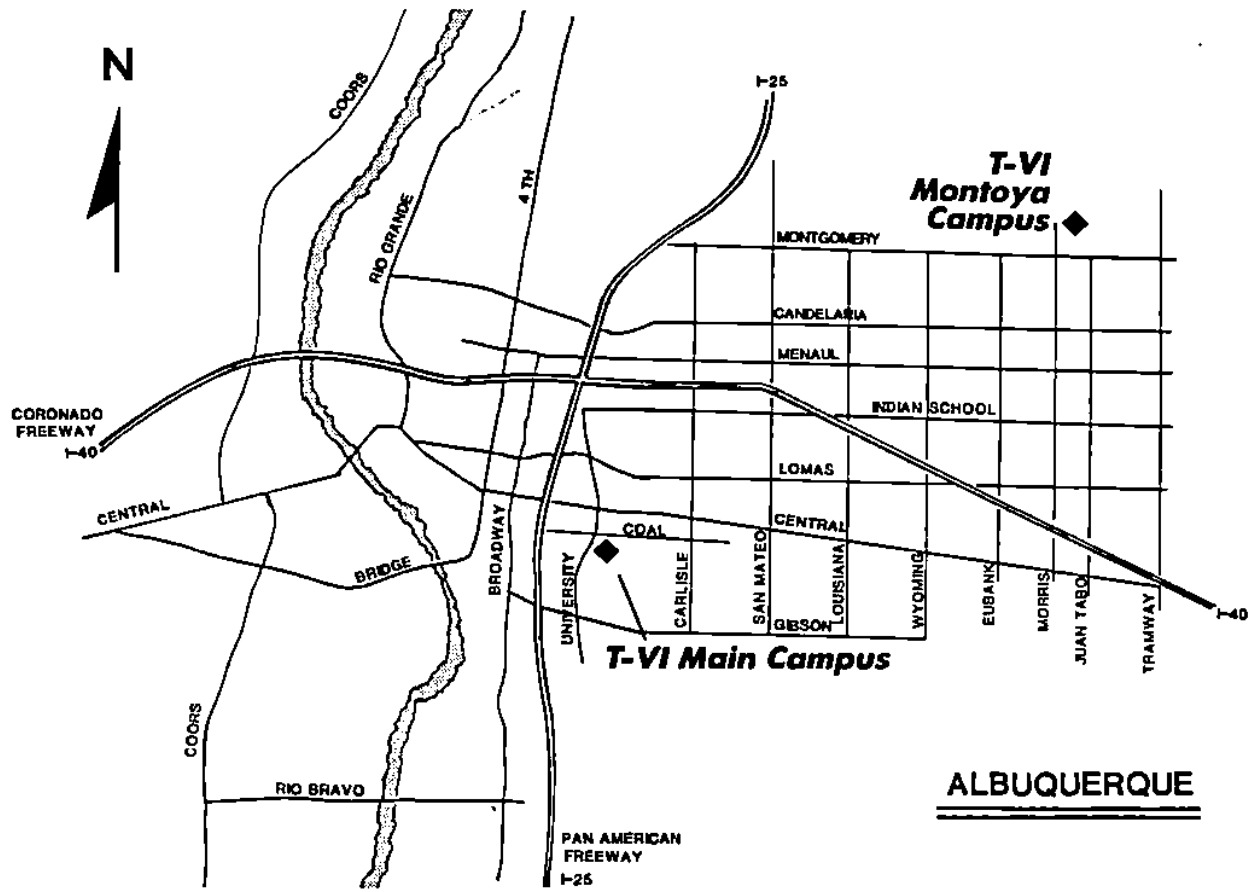 N
COORS
I-25
T-VI
Montoya
Campus
4 TH
RIO GRANDE
MONTGOMERY
CANDELARIA
MENAUL
INDIAN SCHOOL
CORONADO
FREEWAY
I-40
LOMAS
CENTRAL
CENTRAL
COAL
BRIDGE
BROADWAY
UNIVERSITY
CARLISLE
SAN MATEO
LOUISIANA
WYOMING
EUBANK
MORRIS
JUAN TABO
TRAMWAY
I-40
GIBSON
T-VI Main Campus
COORS
RIO BRAVO
ALBUQUERQUE
PAN AMERICAN
FREEWAY
I-25